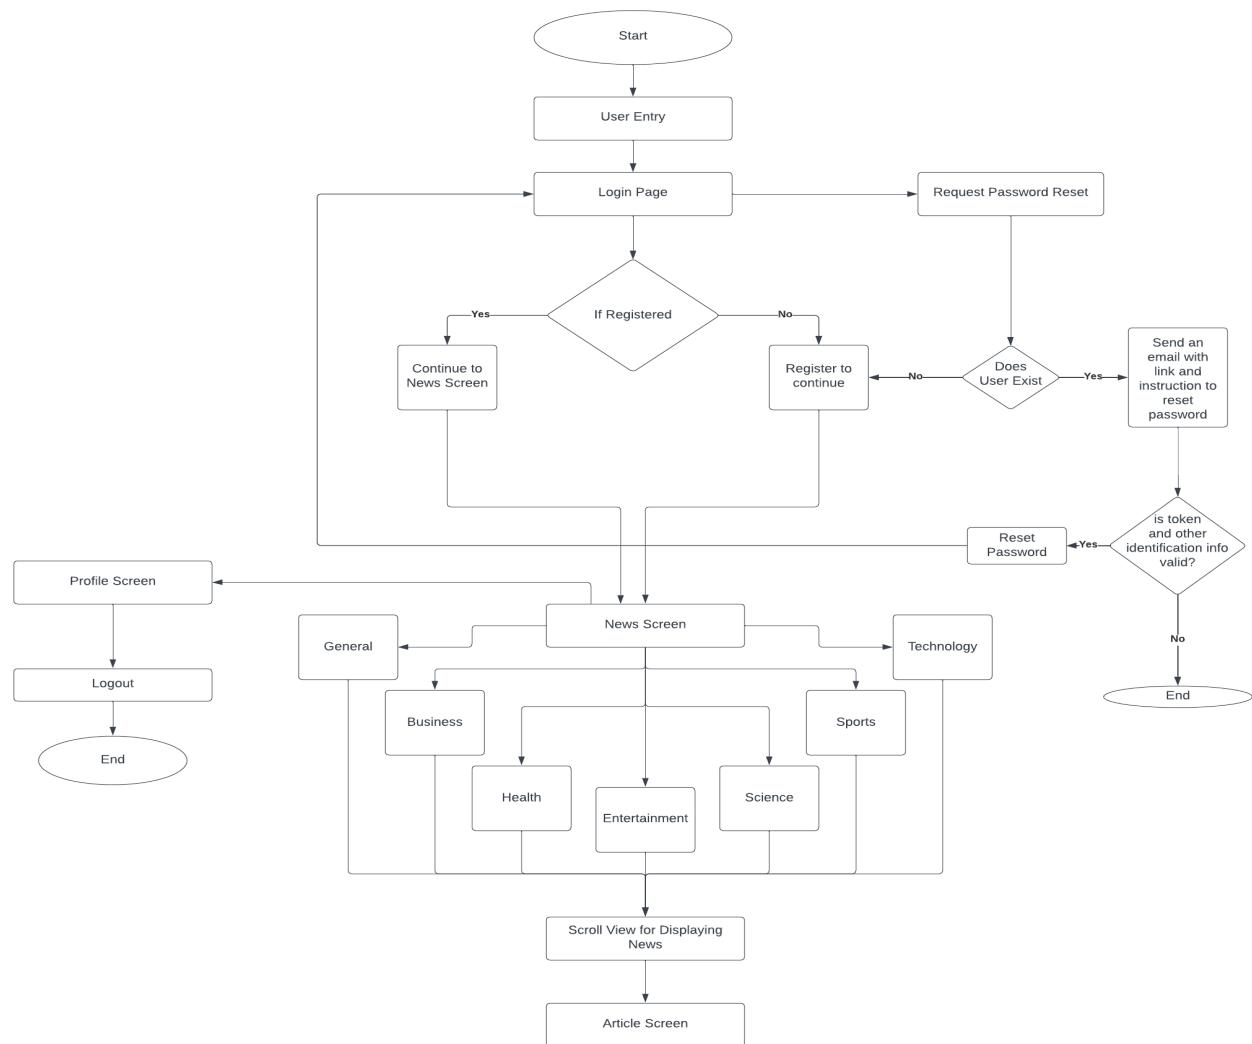 Start
User Entry
Login Page
Request Password Reset
If Registered
Yes
No
Continue to
News Screen
Register to
continue
No
Does
User Exist
Yes
Send an
email with
link and
instruction to
reset
password
is token
and other
identification info
valid?
Yes
Reset
Password
No
End
Profile Screen
Logout
End
News Screen
General
Technology
Business
Sports
Health
Science
Entertainment
Scroll View for Displaying
News
Article Screen